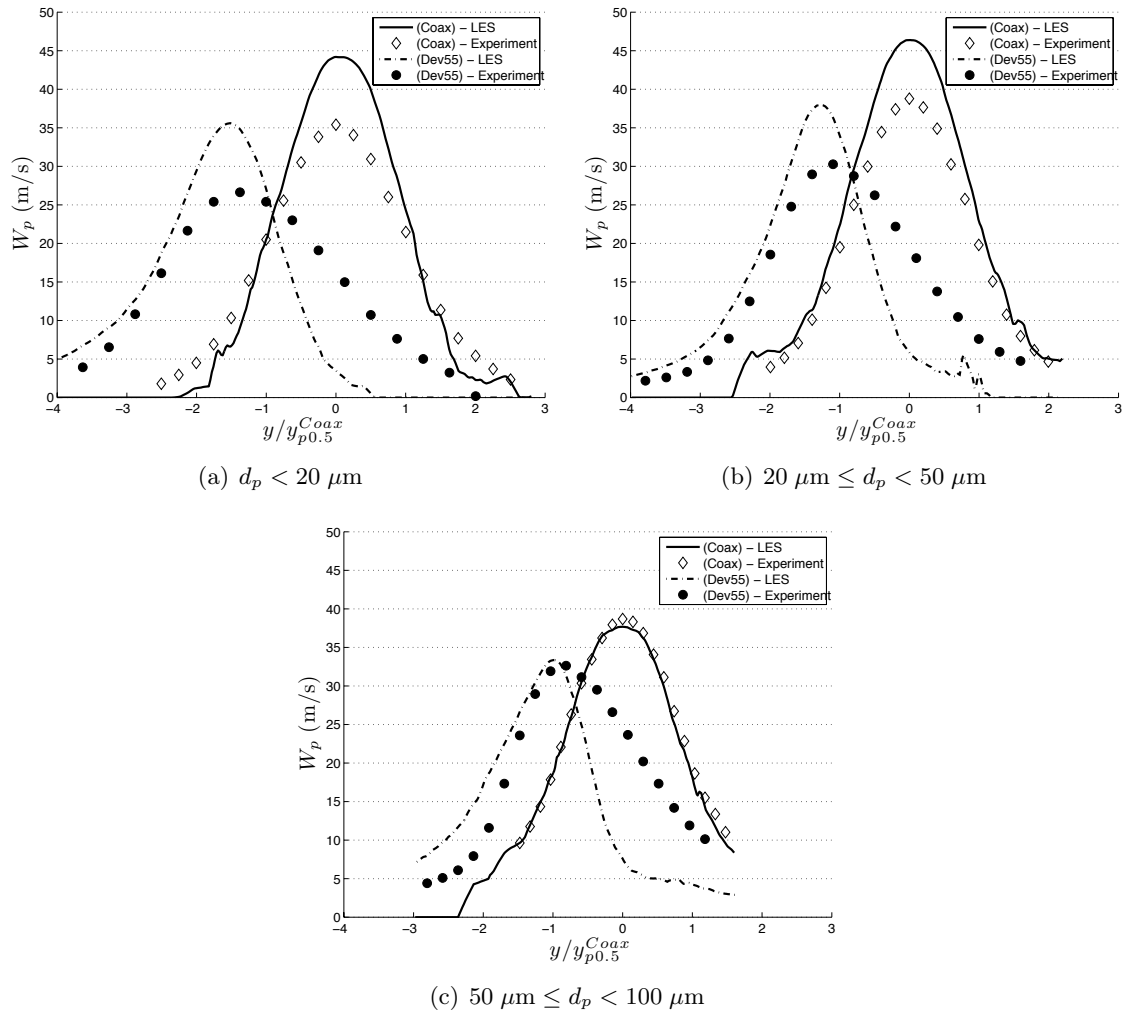 50
45
40
35
30
25
20
15
10
5
0
W_p (m/s)
−4 −3 −2 −1 0 1 2 3
y/y_{p0.5}^{Coax}
(Coax) − LES
(Coax) − Experiment
(Dev55) − LES
(Dev55) − Experiment
(a) d_p < 20 μm
50
45
40
35
30
25
20
15
10
5
0
W_p (m/s)
−4 −3 −2 −1 0 1 2 3
y/y_{p0.5}^{Coax}
(Coax) − LES
(Coax) − Experiment
(Dev55) − LES
(Dev55) − Experiment
(b) 20 μm ≤ d_p < 50 μm
50
45
40
35
30
25
20
15
10
5
0
W_p (m/s)
−4 −3 −2 −1 0 1 2 3
y/y_{p0.5}^{Coax}
(Coax) − LES
(Coax) − Experiment
(Dev55) − LES
(Dev55) − Experiment
(c) 50 μm ≤ d_p < 100 μm